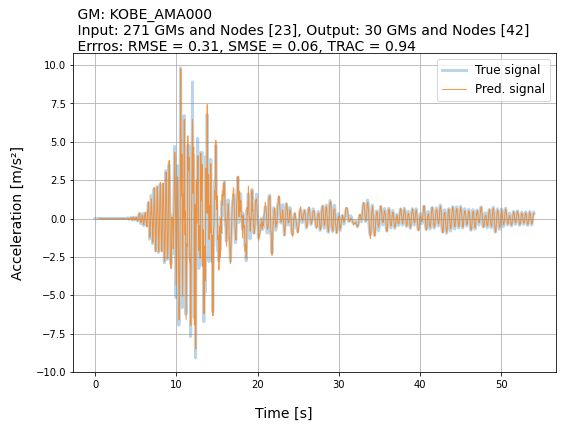 GM: KOBE_AMA000
Input: 271 GMs and Nodes [23], Output: 30 GMs and Nodes [42]
Erros: RMSE = 0.31, SMSE = 0.06, TRAC = 0.94
True signal
Pred. signal
10.0
7.5
5.0
2.5
0.0
−2.5
−5.0
−7.5
−10.0
Acceleration [m/s²]
0
10
20
30
40
50
Time [s]